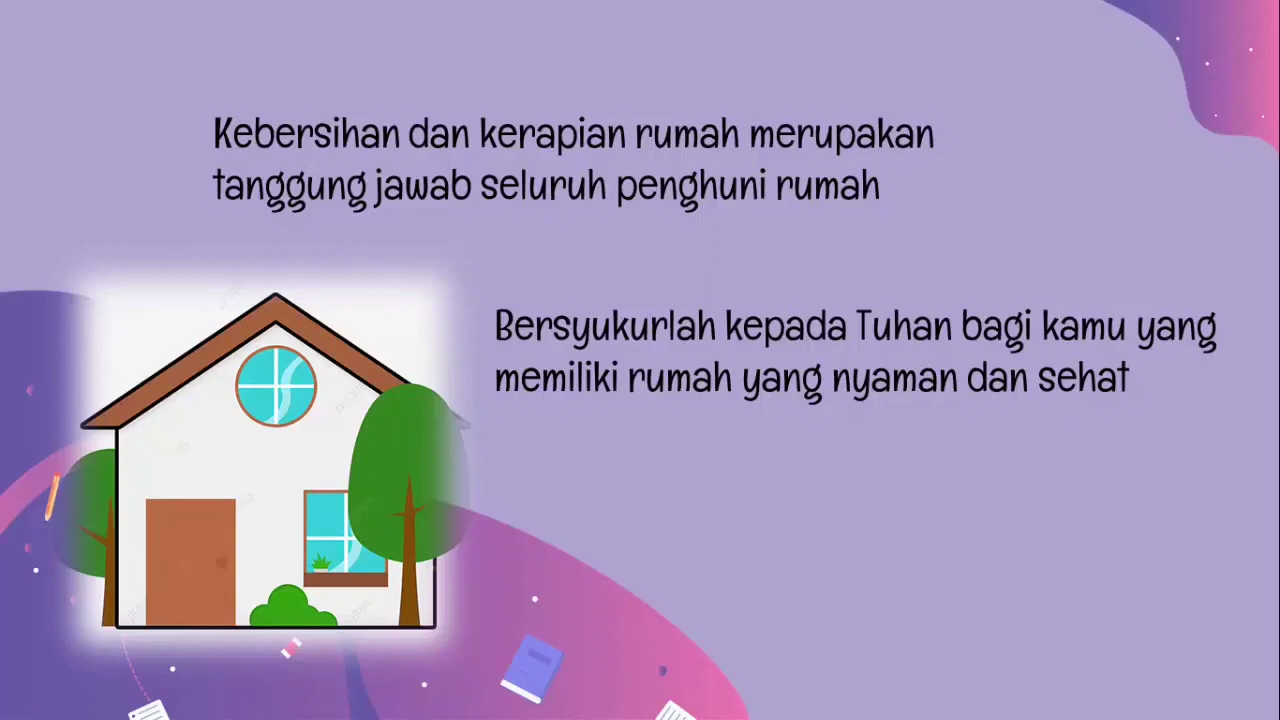 Kebersihan dan kerapian rumah merupakan
tanggung jawab seluruh penghuni rumah
Bersyukurlah kepada Tuhan bagi kamu yang
memiliki rumah yang nyaman dan sehat